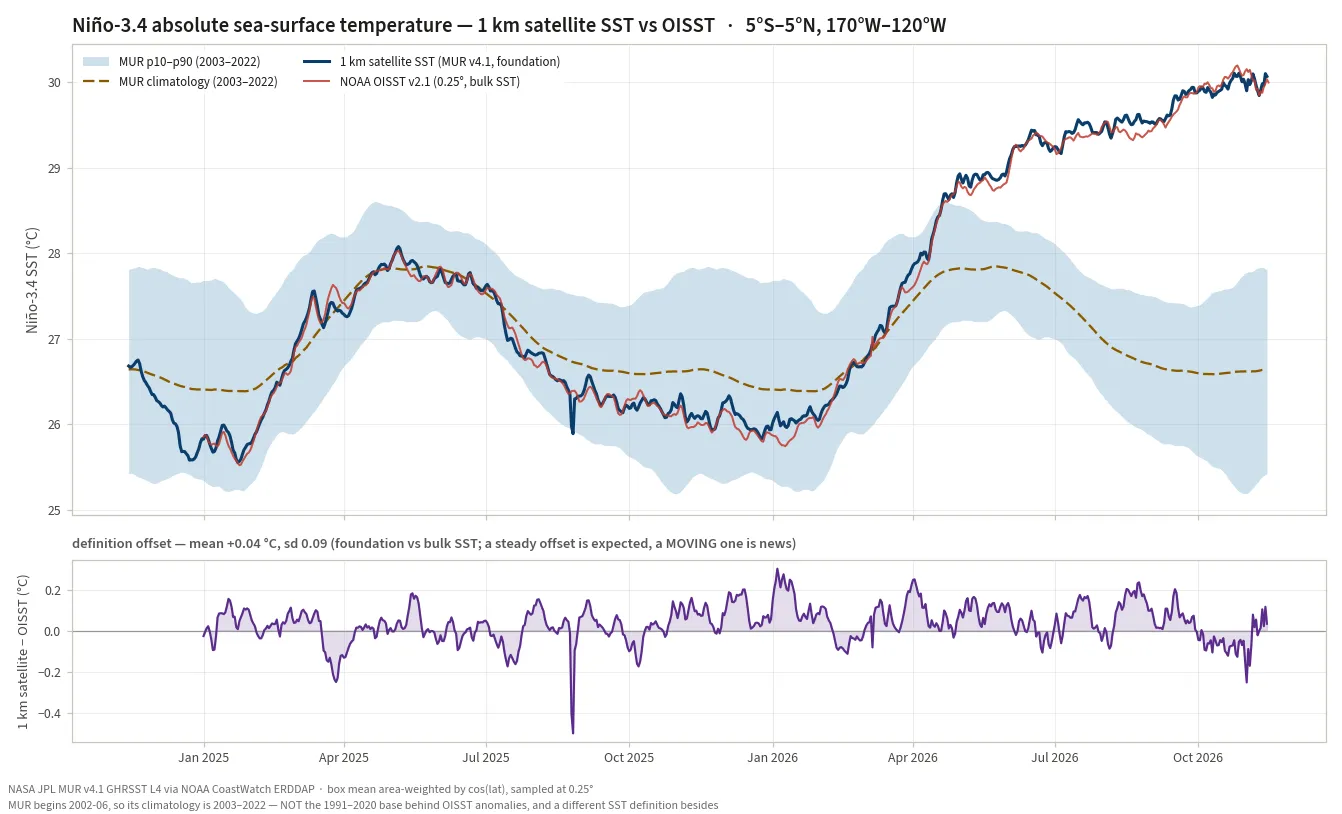 Niño-3.4 absolute sea-surface temperature — 1 km satellite SST vs OISST · 5°S–5°N, 170°W–120°W
MUR p10–p90 (2003–2022)
MUR climatology (2003–2022)
1 km satellite SST (MUR v4.1, foundation)
NOAA OISST v2.1 (0.25°, bulk SST)
Niño-3.4 SST (°C)
30
29
28
27
26
25
definition offset — mean +0.04 °C, sd 0.09 (foundation vs bulk SST; a steady offset is expected, a MOVING one is news)
1 km satellite − OISST (°C)
0.2
0.0
−0.2
−0.4
Jan 2025 Apr 2025 Jul 2025 Oct 2025 Jan 2026 Apr 2026 Jul 2026 Oct 2026
NASA JPL MUR v4.1 GHRSST L4 via NOAA CoastWatch ERDDAP · box mean area-weighted by cos(lat), sampled at 0.25°
MUR begins 2002-06, so its climatology is 2003–2022 — NOT the 1991–2020 base behind OISST anomalies, and a different SST definition besides